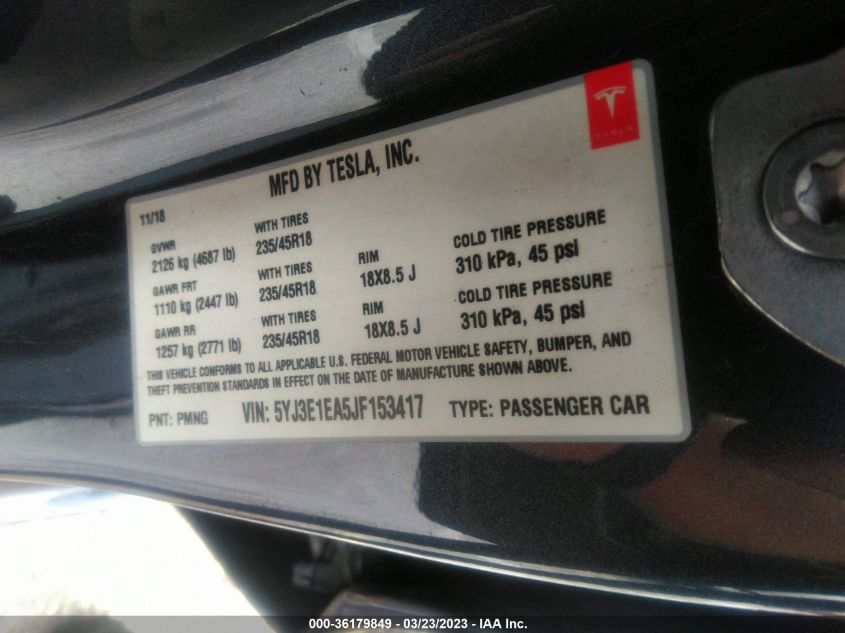 TESLA
MFD BY TESLA, INC.
11/18
GVWR WITH TIRES RIM COLD TIRE PRESSURE
2126 kg (4687 lb) 235/45R18
GAWR FRT WITH TIRES RIM COLD TIRE PRESSURE
1110 kg (2447 lb) 235/45R18 18X8.5 J 310 kPa, 45 psi
GAWR RR WITH TIRES RIM COLD TIRE PRESSURE
1257 kg (2771 lb) 235/45R18 18X8.5 J 310 kPa, 45 psi
THIS VEHICLE CONFORMS TO ALL APPLICABLE U.S. FEDERAL MOTOR VEHICLE SAFETY, BUMPER, AND
THEFT PREVENTION STANDARDS IN EFFECT ON THE DATE OF MANUFACTURE SHOWN ABOVE.
PNT: PMNG VIN: 5YJ3E1EA5JF153417 TYPE: PASSENGER CAR
000-36179849 - 03/23/2023 - IAA Inc.